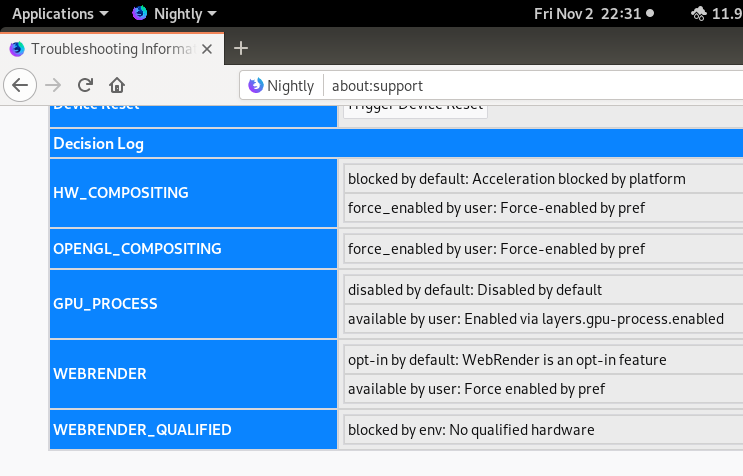 Applications Nightly Fri Nov 2 22:31 11.9
Troubleshooting Informa
Nightly about:support
Device Reset Trigger Device Reset
Decision Log
HW_COMPOSITING
blocked by default: Acceleration blocked by platform
force_enabled by user: Force-enabled by pref
OPENGL_COMPOSITING
force_enabled by user: Force-enabled by pref
GPU_PROCESS
disabled by default: Disabled by default
available by user: Enabled via layers.gpu-process.enabled
WEBRENDER
opt-in by default: WebRender is an opt-in feature
available by user: Force enabled by pref
WEBRENDER_QUALIFIED
blocked by env: No qualified hardware